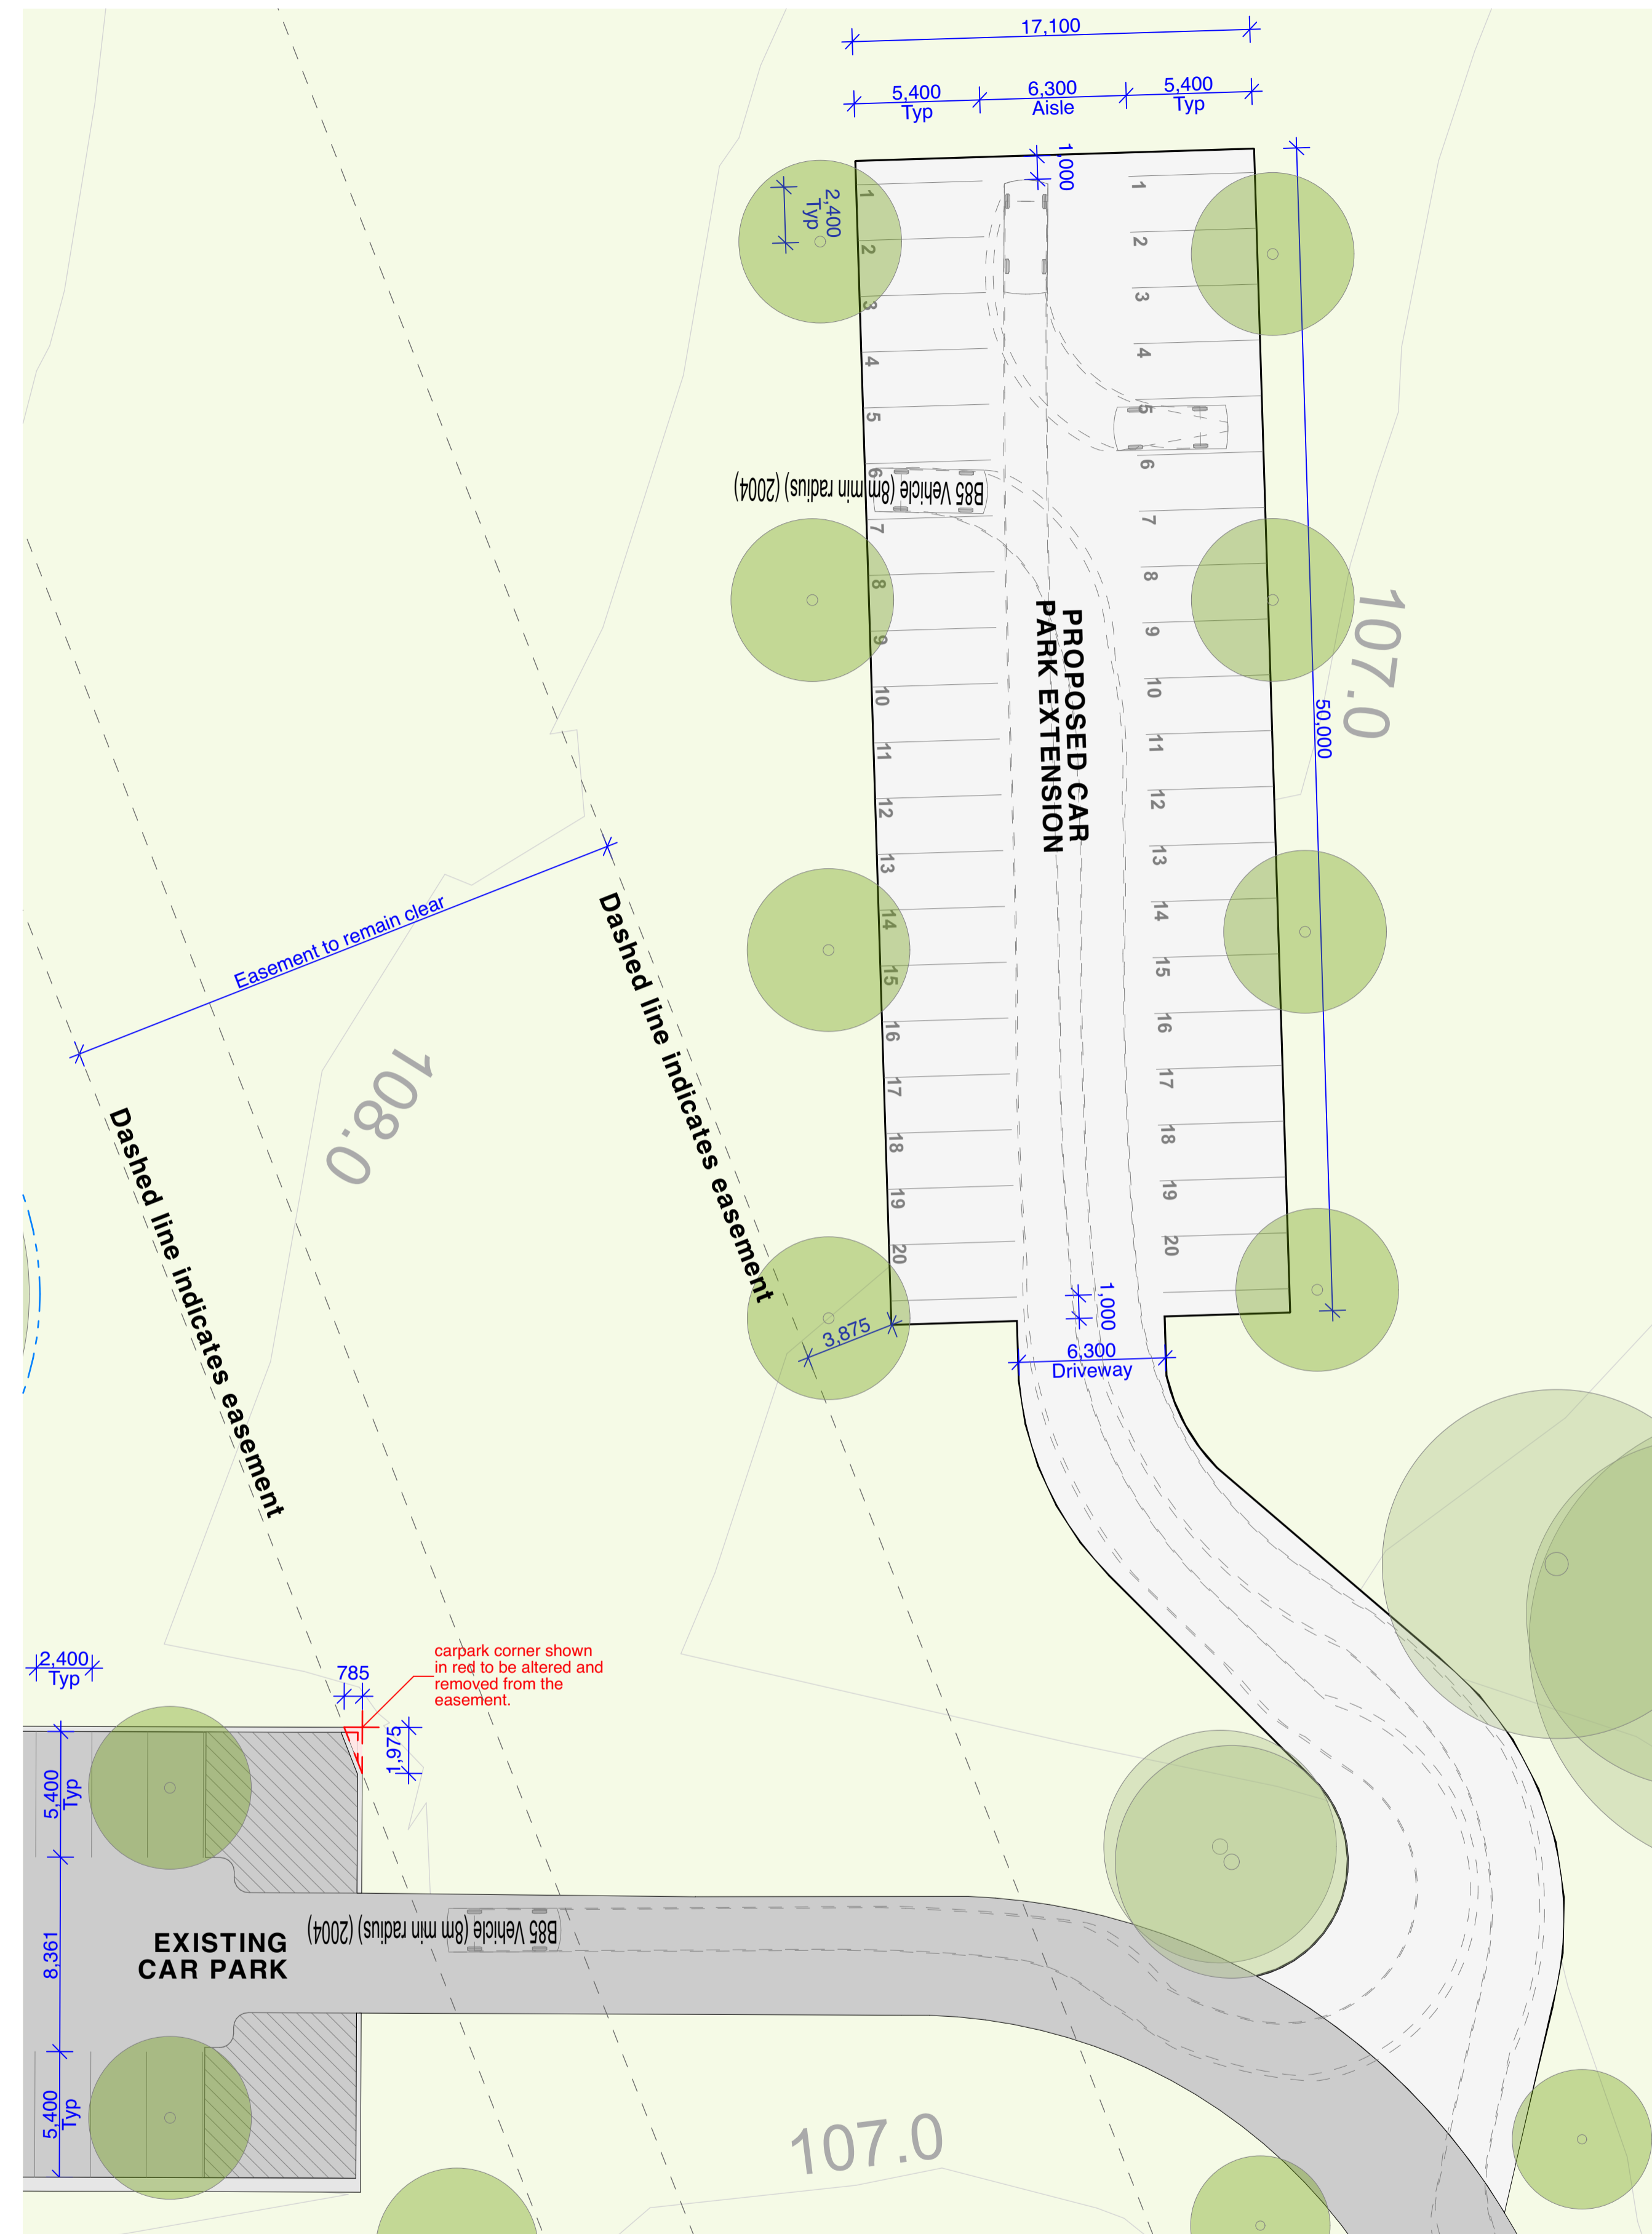 17,100
5,400
Typ
6,300
Aisle
5,400
Typ
1,000
2,400
Typ
1
2
3
4
5
6
7
8
9
10
11
12
13
14
15
16
17
18
19
20
1
2
3
4
5
6
7
8
9
10
11
12
13
14
15
16
17
18
19
20
B85 Vehicle (8m min radius) (2004)
PROPOSED CAR
PARK EXTENSION
107.0
50,000
Easement to remain clear
Dashed line indicates easement
108.0
Dashed line indicates easement
1,000
3,875
6,300
Driveway
2,400
Typ
785
carpark corner shown
in red to be altered and
removed from the
easement.
1,975
5,400
Typ
8,361
EXISTING
CAR PARK
B85 Vehicle (8m min radius) (2004)
5,400
Typ
107.0